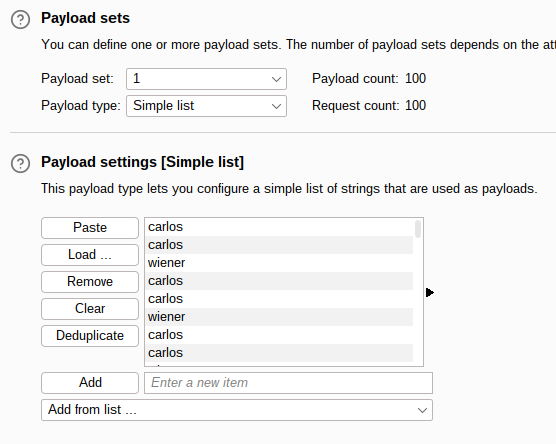 Payload sets
You can define one or more payload sets. The number of payload sets depends on the
Payload set: 1 Payload count: 100
Payload type: Simple list Request count: 100
Payload settings [Simple list]
This payload type lets you configure a simple list of strings that are used as payloads.
Paste
Load ...
Remove
Clear
Deduplicate
carlos
carlos
wiener
carlos
carlos
wiener
carlos
carlos
Add
Enter a new item
Add from list ...